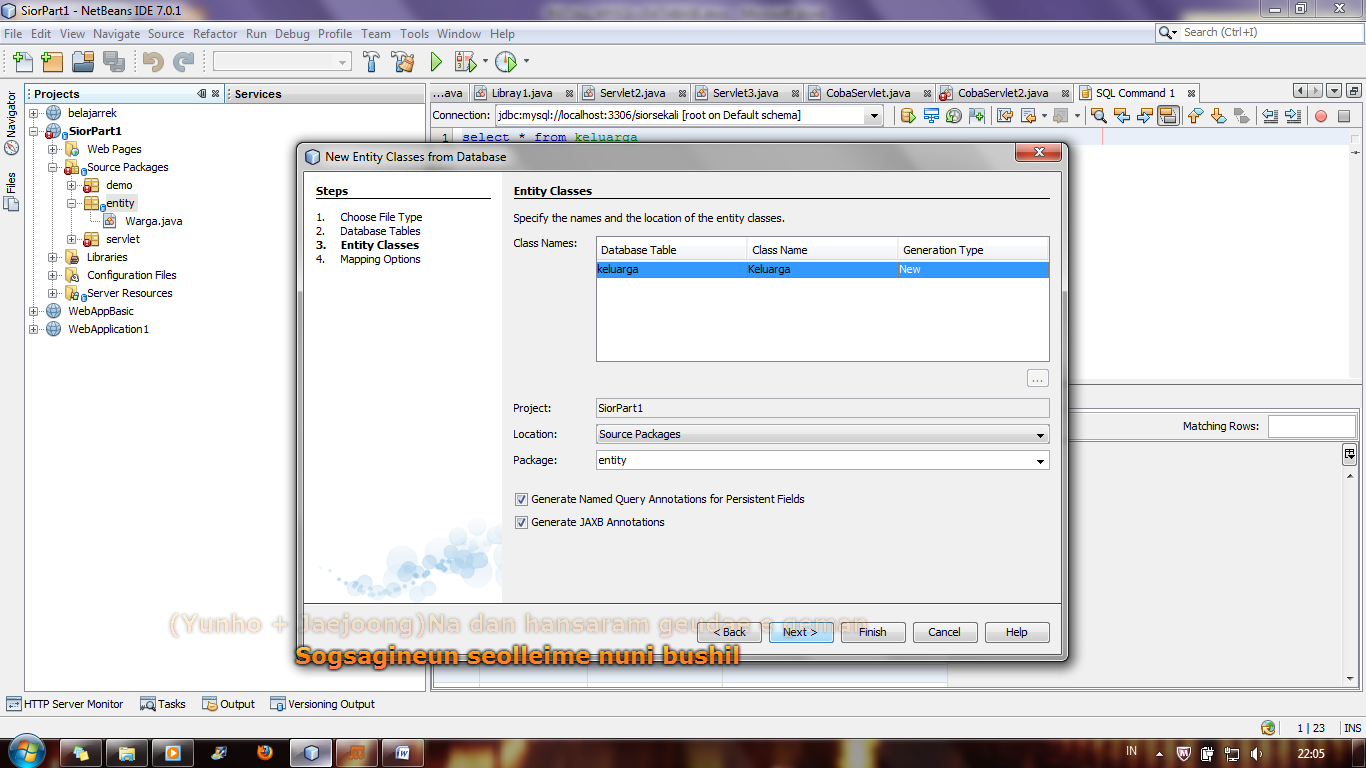 SiorPart1 - NetBeans IDE 7.0.1
File Edit View Navigate Source Refactor Run Debug Profile Team Tools Window Help
Search (Ctrl+I)
Navigator
Files
Projects
Services
belajarrek
SiorPart1
Web Pages
Source Packages
demo
entity
Warga.java
servlet
Libraries
Configuration Files
Server Resources
WebAppBasic
WebApplication1
...ava Libray1.java Servlet2.java Servlet3.java CobaServlet.java CobaServlet2.java SQL Command 1
Connection: jdbc:mysql://localhost:3306/siorsekali [root on Default schema]
1 select * from keluarga
New Entity Classes from Database
Steps
1. Choose File Type
2. Database Tables
3. Entity Classes
4. Mapping Options
Entity Classes
Specify the names and the location of the entity classes.
Class Names:
Database Table Class Name Generation Type
keluarga Keluarga New
...
Project: SiorPart1
Location: Source Packages
Package: entity
Generate Named Query Annotations for Persistent Fields
Generate JAXB Annotations
Matching Rows:
< Back Next > Finish Cancel Help
(Yunho + Jaejoong)Na dan hansaram geudae e goman
Sogsagineun seolleime nuni bushil
HTTP Server Monitor Tasks Output Versioning Output
1 | 23 INS
IN 22:05